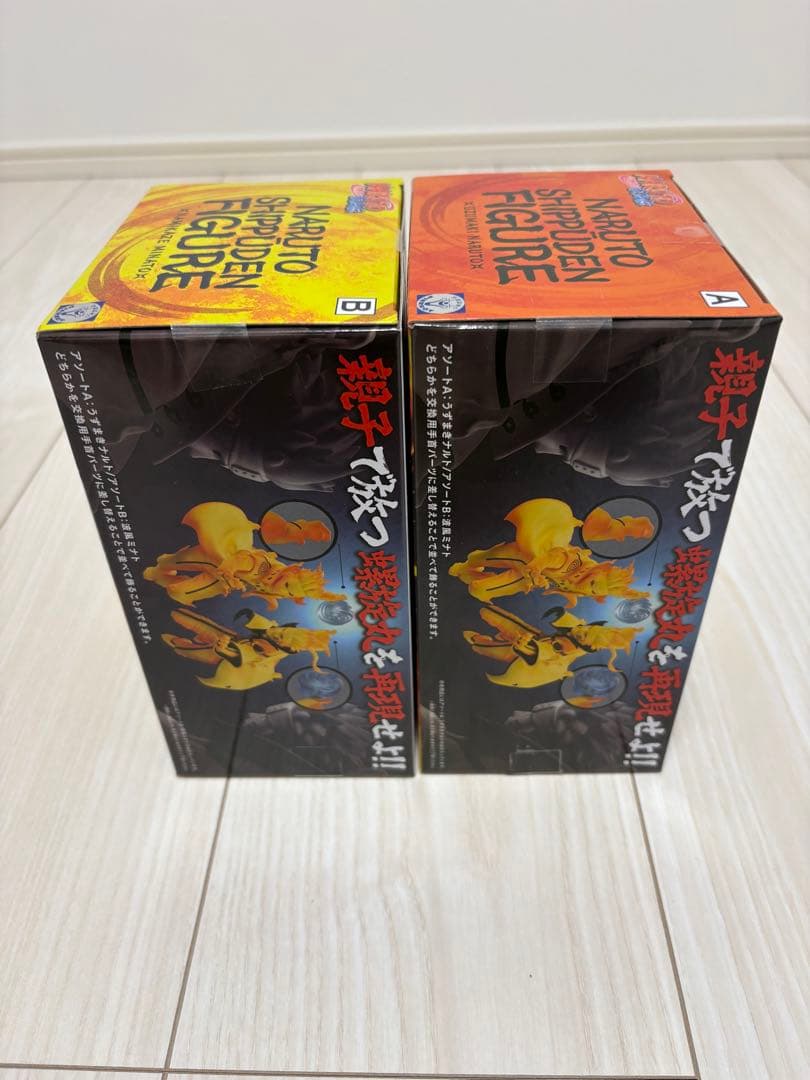 NARUTO
SHIPPŪDEN
FIGURE
NAMIKAZE MINATO
B
親子で放つ螺旋丸を再現せよ!!
アソートA:うずまきナルト/アソートB:波風ミナト
どちらかを交換用手首パーツに差し替えることで並べて飾ることができます。
NARUTO
SHIPPŪDEN
FIGURE
UZUMAKI NARUTO
A
親子で放つ螺旋丸を再現せよ!!
アソートA:うずまきナルト/アソートB:波風ミナト
どちらかを交換用手首パーツに差し替えることで並べて飾ることができます。